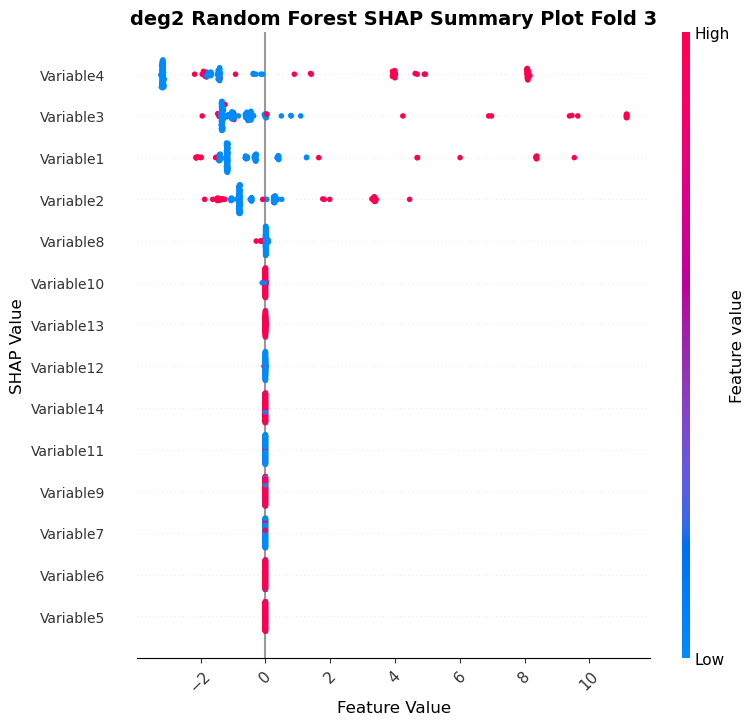 deg2 Random Forest SHAP Summary Plot Fold 3
High
Variable4
Variable3
Variable1
Variable2
Variable8
Variable10
Variable13
Variable12
Variable14
Variable11
Variable9
Variable7
Variable6
Variable5
SHAP Value
Feature value
Low
−2 0 2 4 6 8 10
Feature Value